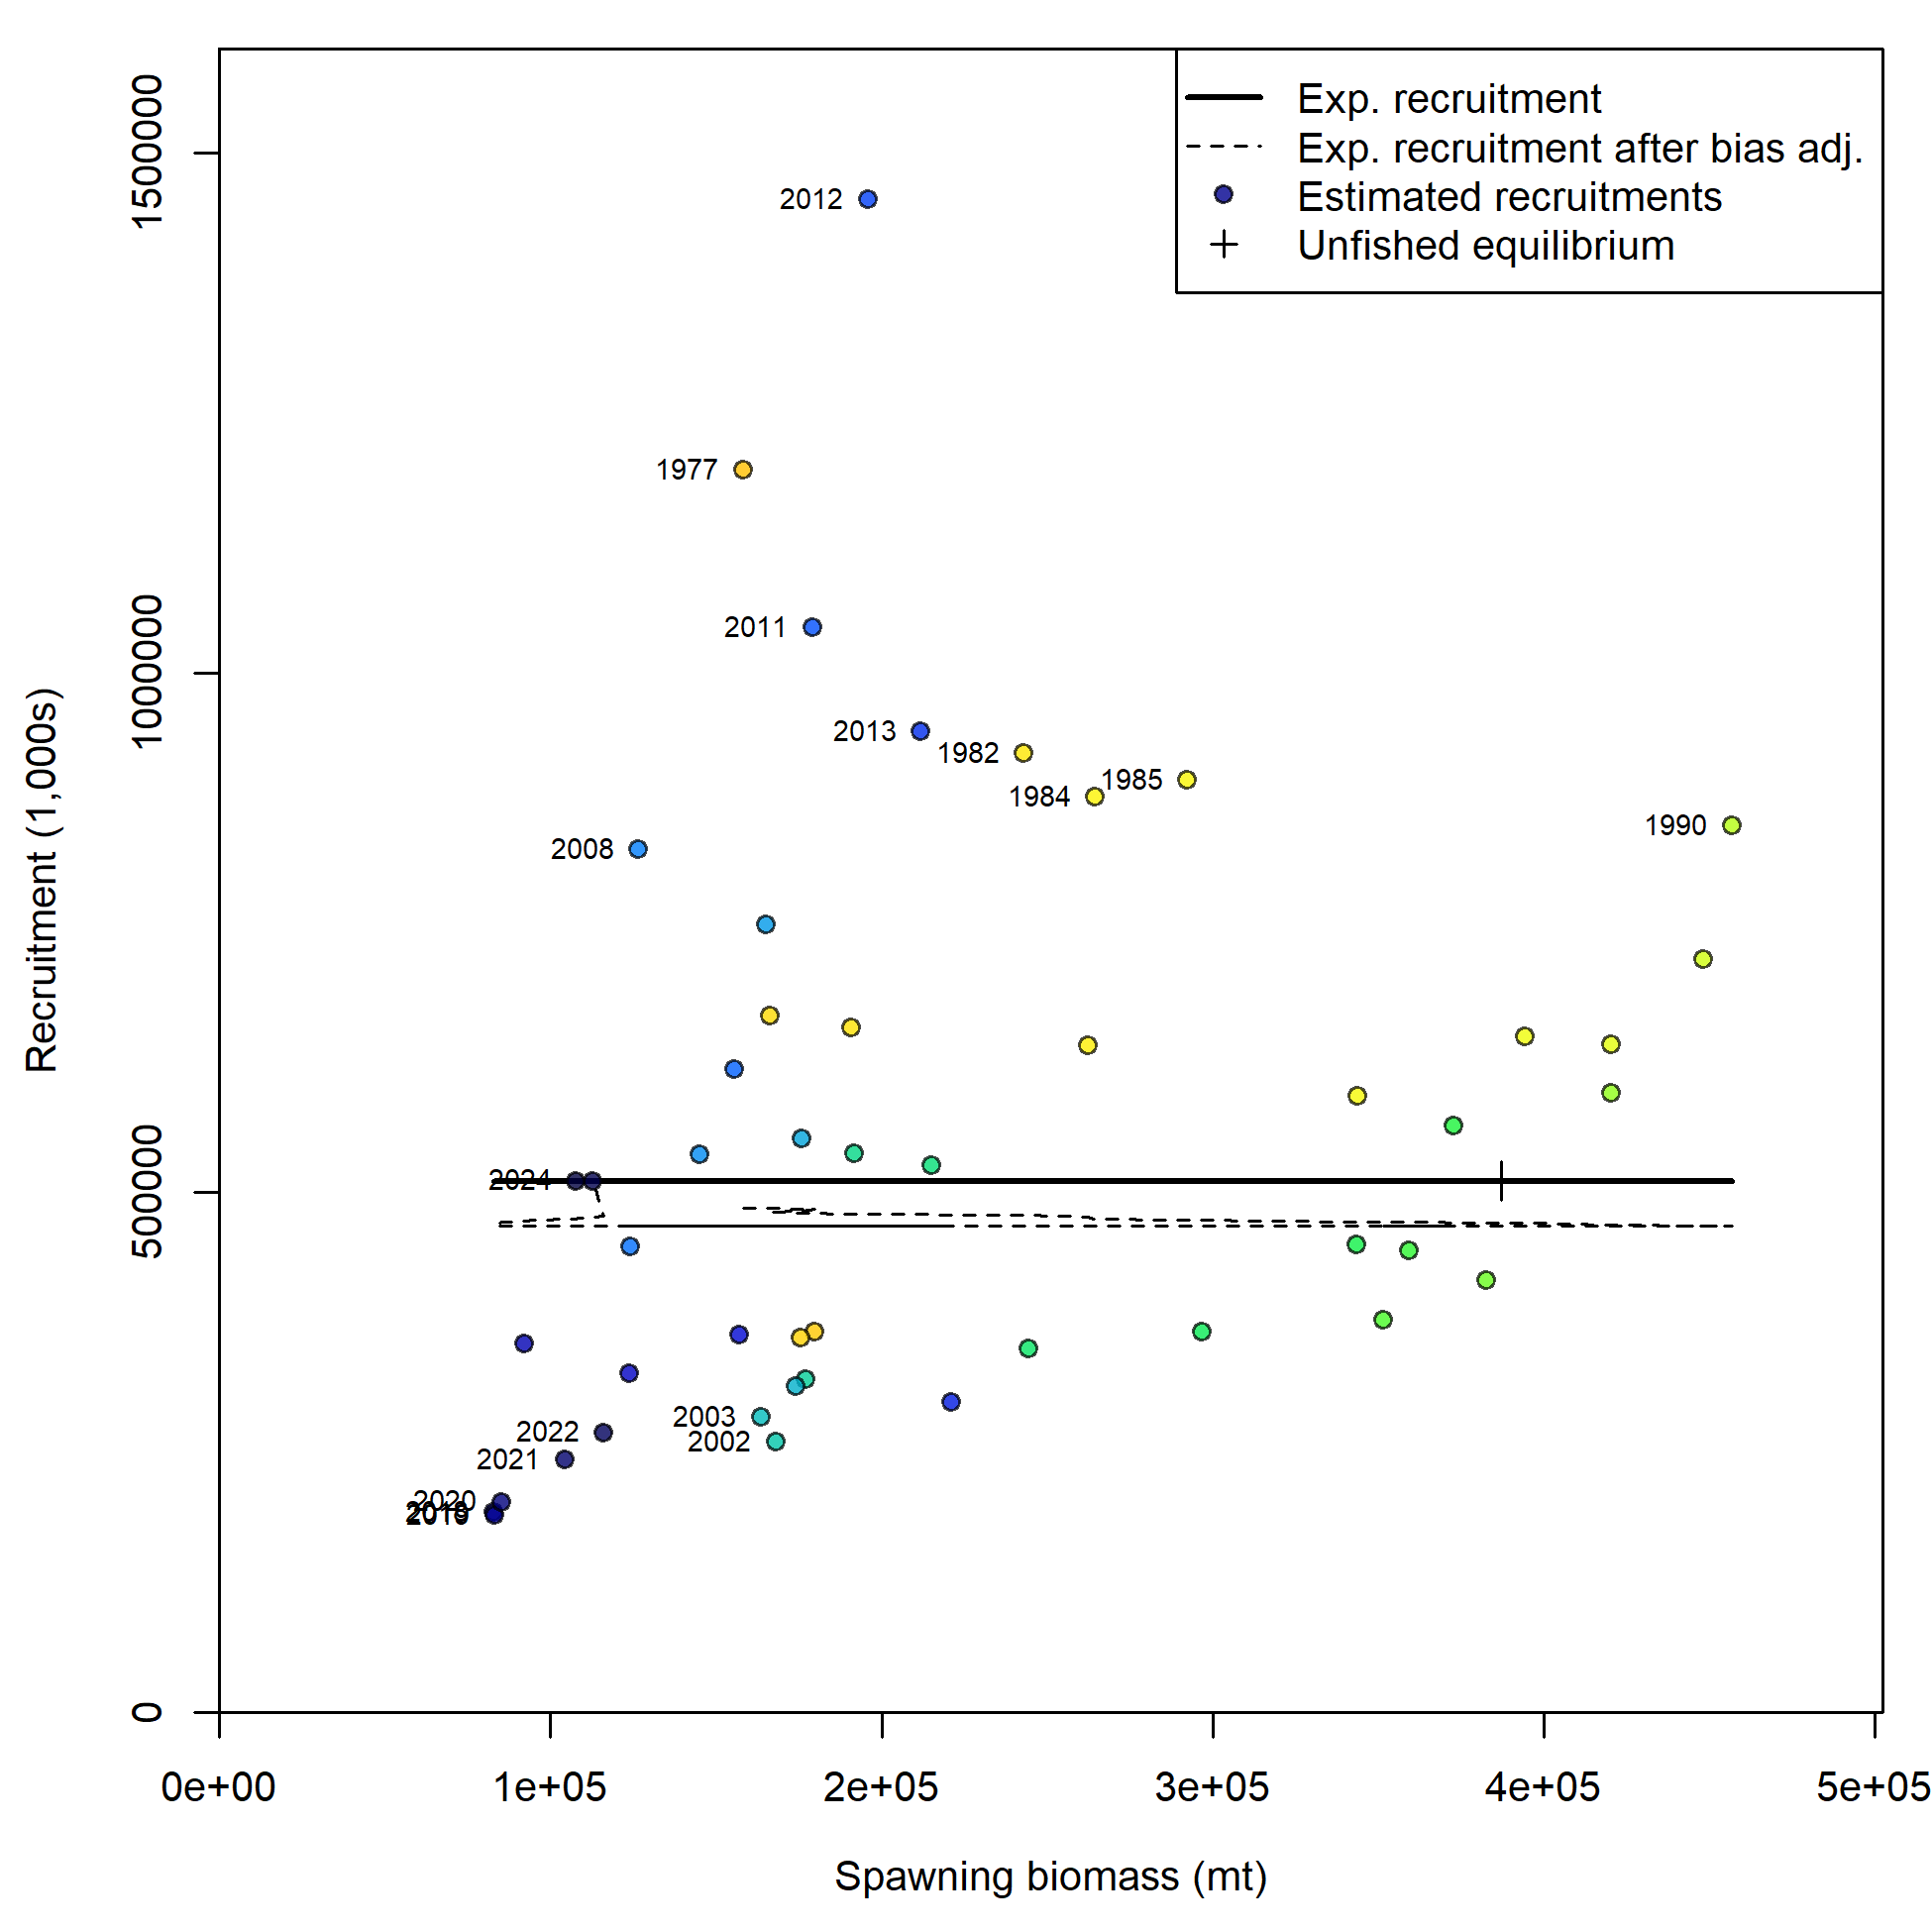 Exp. recruitment
Exp. recruitment after bias adj.
Estimated recruitments
Unfished equilibrium
1500000
1000000
500000
0
Recruitment (1,000s)
2012
1977
2011
2013
1982
1984
1985
1990
2008
2024
2003
2002
2022
2021
2020
0e+00 1e+05 2e+05 3e+05 4e+05 5e+05
Spawning biomass (mt)